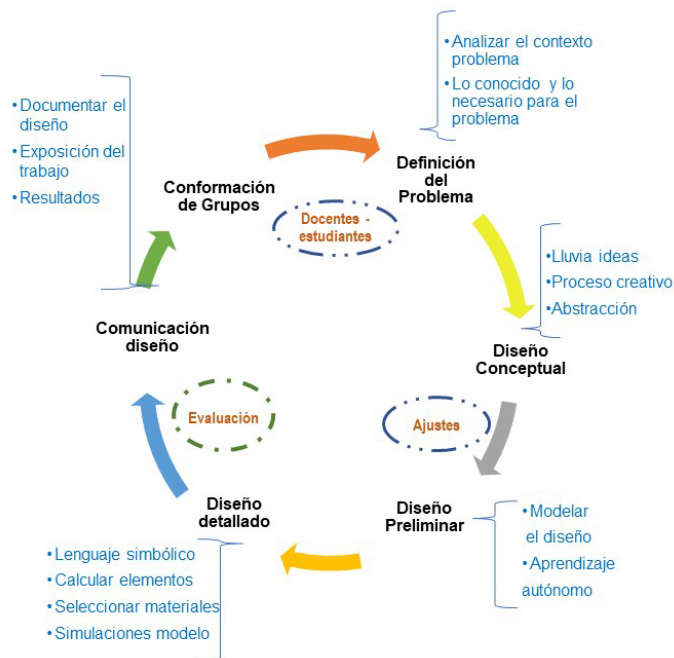 • Analizar el contexto
problema
• Lo conocido y lo
necesario para el
problema
• Documentar el
diseño
• Exposición del
trabajo
• Resultados
Conformación
de Grupos
Definición
del
Problema
Docentes -
estudiantes
• Lluvia ideas
• Proceso creativo
• Abstracción
Comunicación
diseño
Diseño
Conceptual
Evaluación
Ajustes
Diseño
detallado
Diseño
Preliminar
• Modelar
el diseño
• Aprendizaje
autónomo
• Lenguaje simbólico
• Calcular elementos
• Seleccionar materiales
• Simulaciones modelo